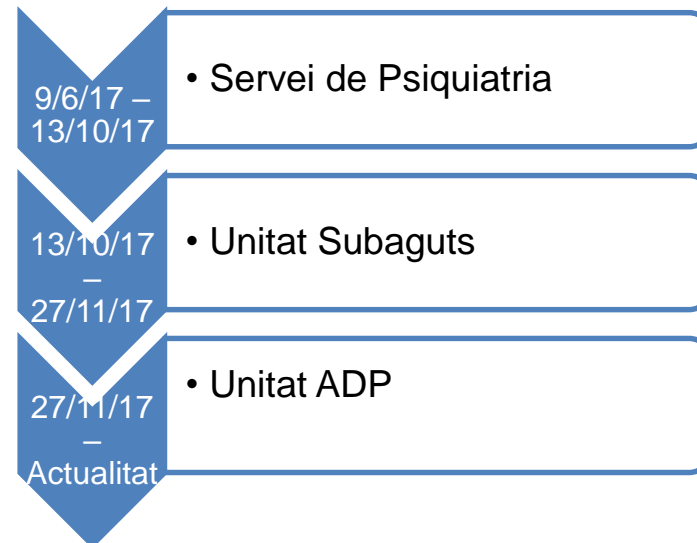 9/6/17 –
13/10/17
• Servei de Psiquiatria
13/10/17
–
27/11/17
• Unitat Subaguts
27/11/17
–
Actualitat
• Unitat ADP